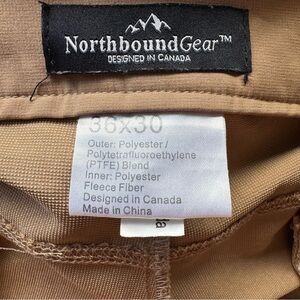 NorthboundGear™
DESIGNED IN CANADA
36x30
Outer: Polyester /
Polytetrafluoroethylene
(PTFE) Blend
Inner: Polyester
Fleece Fiber
Designed in Canada
Made in China